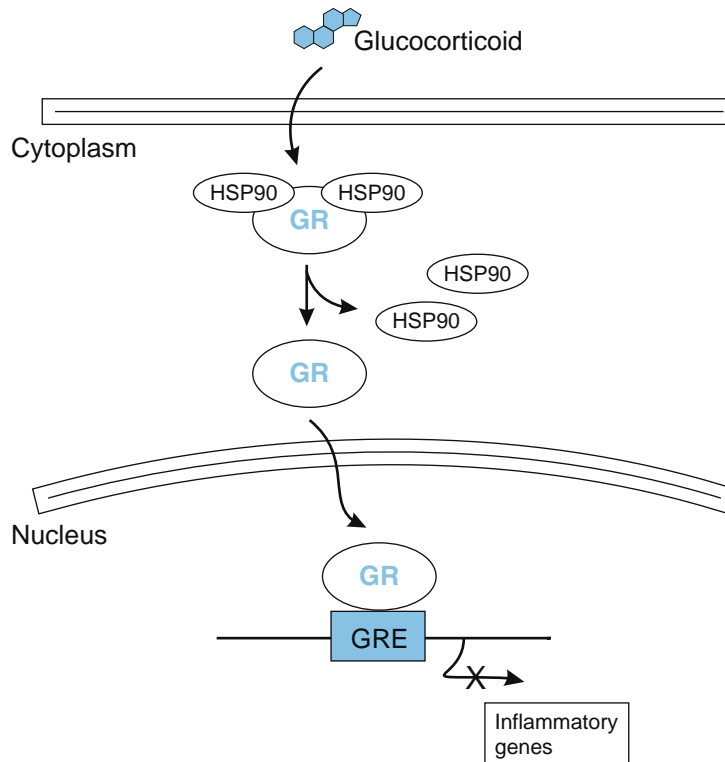 Glucocorticoid
Cytoplasm
HSP90 HSP90
GR
HSP90
HSP90
GR
Nucleus
GR
GRE
X
Inflammatory
genes